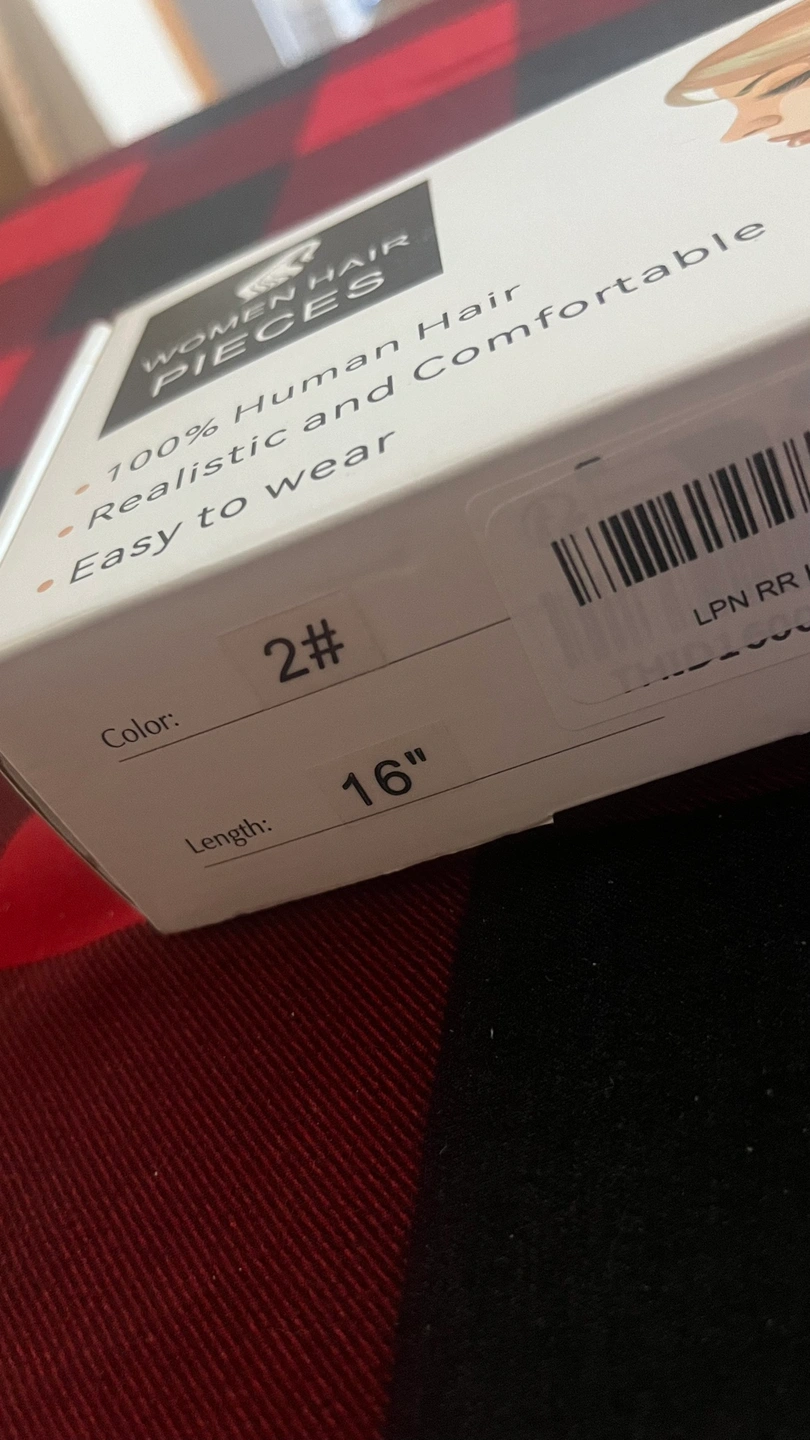 WOMEN HAIR
PIECES
• 100% Human Hair
• Realistic and Comfortable
• Easy to wear
Color: 2#
Length: 16"
LPN RR